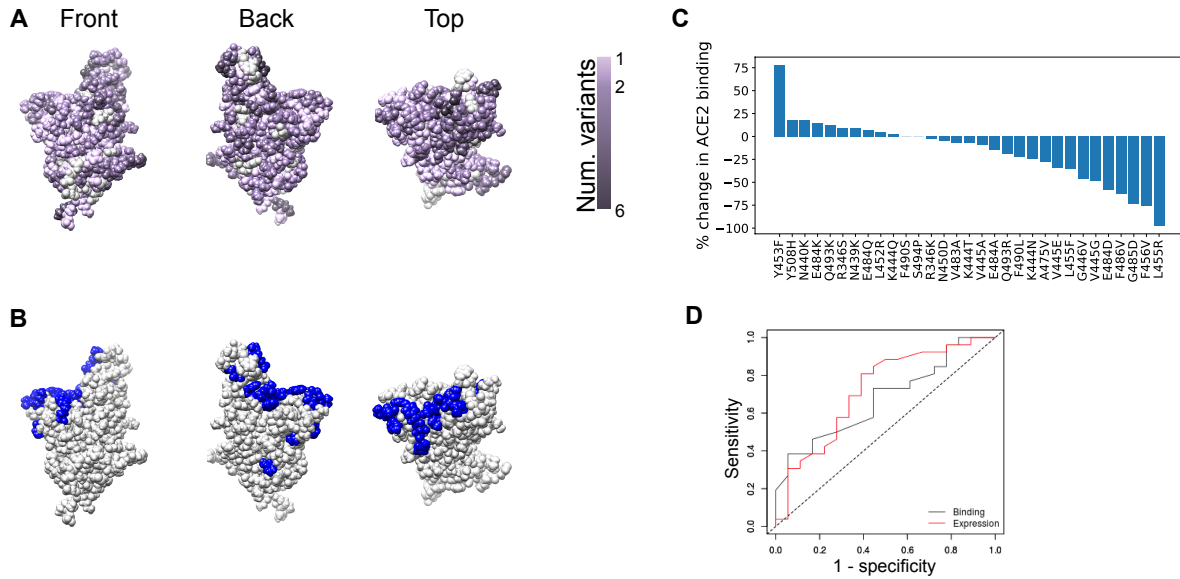 A
Front
Back
Top
Num. variants
1
2
6
B
C
% change in ACE2 binding
75
50
25
0
−25
−50
−75
−100
Y453F
Y508H
N440K
E484K
Q493K
R346S
N439K
E484Q
L452R
K444Q
F490S
S494P
R346K
N450D
V483A
K444T
V445A
E484A
Q493R
F490L
K444N
A475V
V445E
L455F
G446V
V445G
E484D
F486V
G485D
F456V
L455R
D
Sensitivity
1.0
0.8
0.6
0.4
0.2
0.0
Binding
Expression
0.0 0.2 0.4 0.6 0.8 1.0
1 - specificity